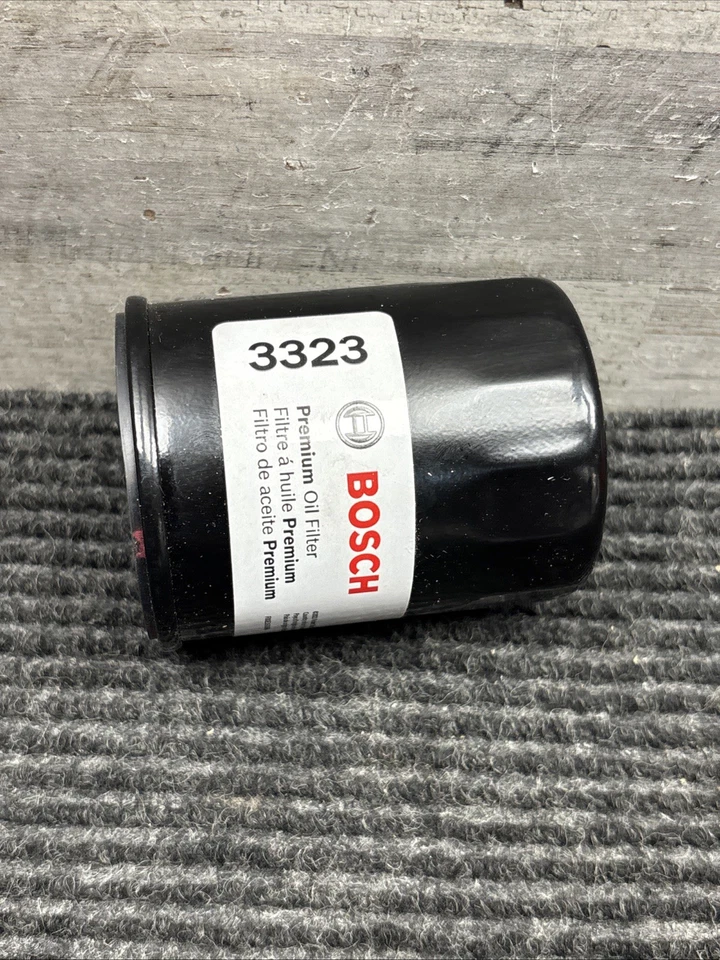 3323
BOSCH
Premium Oil Filter
Filtre á huile Premium
Filtro de aceite Premium